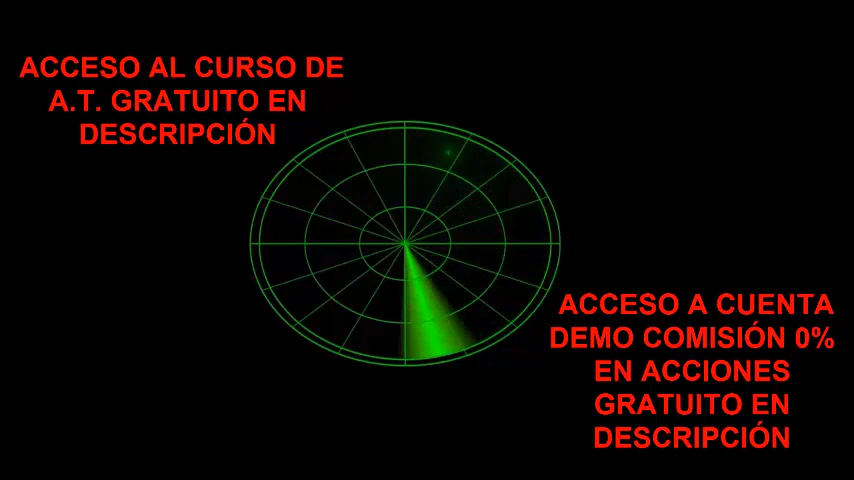 ACCESO AL CURSO DE
A.T. GRATUITO EN
DESCRIPCIÓN
ACCESO A CUENTA
DEMO COMISIÓN 0%
EN ACCIONES
GRATUITO EN
DESCRIPCIÓN